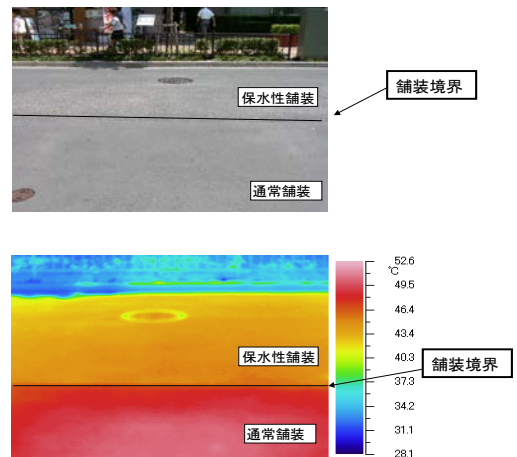 保水性舗装
舗装境界
通常舗装
52.6
℃
49.5
46.4
43.4
40.3
37.3
34.2
31.1
28.1
保水性舗装
舗装境界
通常舗装